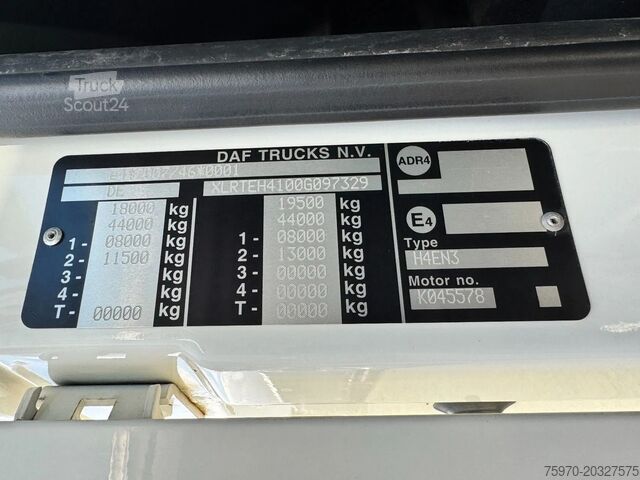 Truck
Scout24
DAF TRUCKS N.V.
ADR4
DE XLRTEH4100G097329
18000 kg 19500 kg
44000 kg 44000 kg
1- 08000 kg 1- 08000 kg
2- 11500 kg 2- 13000 kg
3- kg 3- 00000 kg
4- kg 4- 00000 kg
T- 00000 kg T- 00000 kg
E4
Type
H4EN3
Motor no.
K045578
75970-20327575